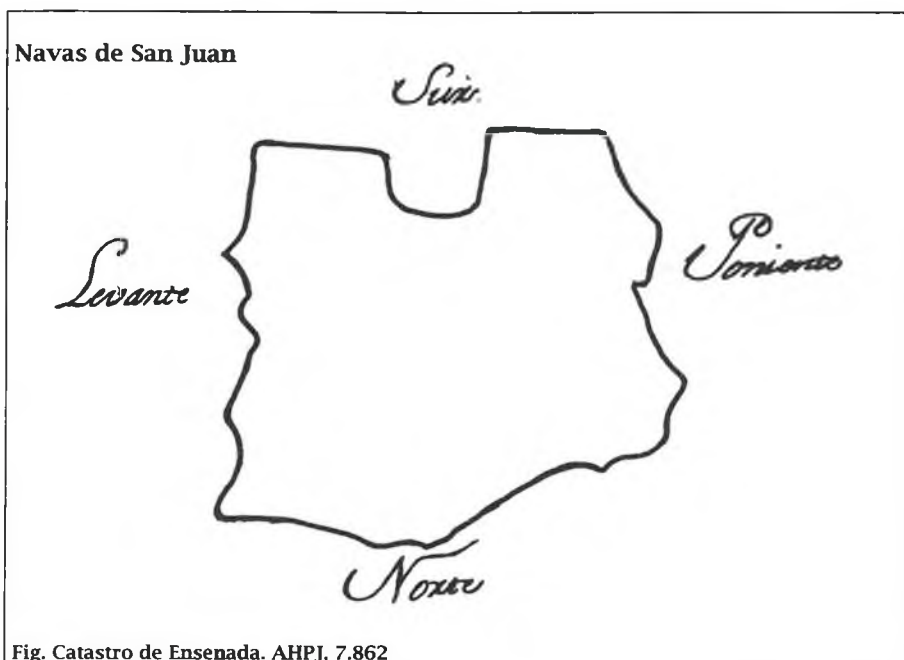 Navas de San Juan
Sur.
Levante
Poniente
Norte
Fig. Catastro de Ensenada. AHPJ. 7.862